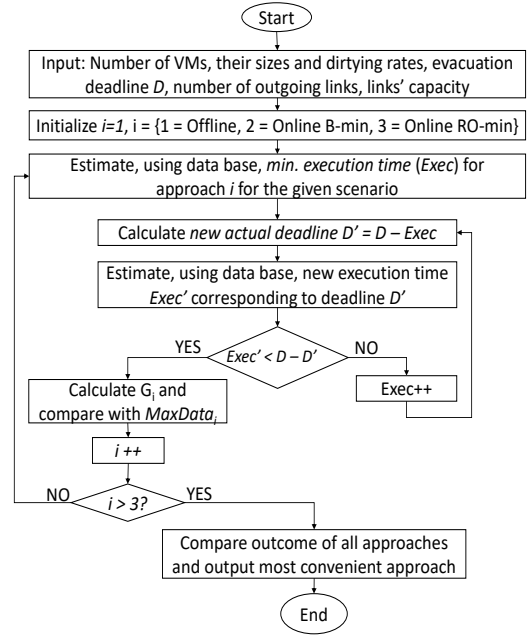 Start
Input: Number of VMs, their sizes and dirtying rates, evacuation
deadline D, number of outgoing links, links' capacity
Initialize i=1, i = {1 = Offline, 2 = Online B-min, 3 = Online RO-min}
Estimate, using data base, min. execution time (Exec) for
approach i for the given scenario
Calculate new actual deadline D' = D – Exec
Estimate, using data base, new execution time
Exec' corresponding to deadline D'
YES
Exec' < D – D'
NO
Calculate Gi and
compare with MaxDatai
Exec++
i ++
NO
i > 3?
YES
Compare outcome of all approaches
and output most convenient approach
End